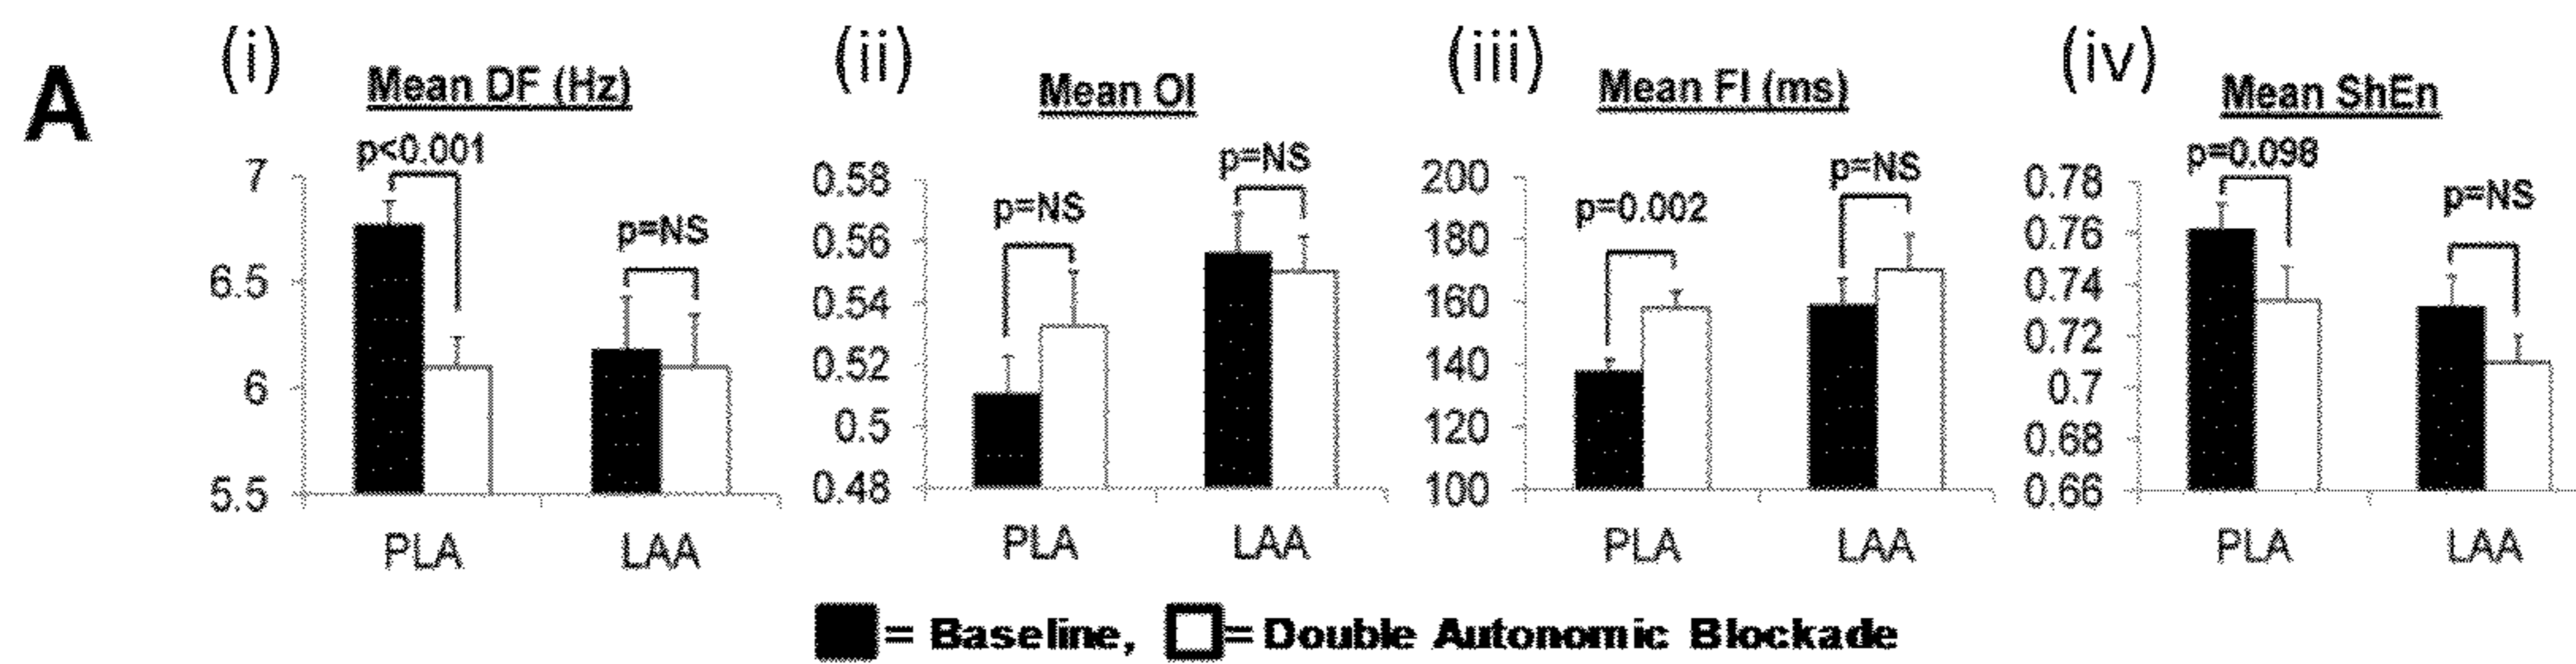 A
(i)
Mean DF (Hz)
p<0.001
p=NS
7
6.5
6
5.5
PLA
LAA
(ii)
Mean OI
p=NS
p=NS
0.58
0.56
0.54
0.52
0.5
0.48
PLA
LAA
(iii)
Mean FI (ms)
p=0.002
p=NS
200
180
160
140
120
100
PLA
LAA
(iv)
Mean ShEn
p=0.098
p=NS
0.78
0.76
0.74
0.72
0.7
0.68
0.66
PLA
LAA
= Baseline, = Double Autonomic Blockade